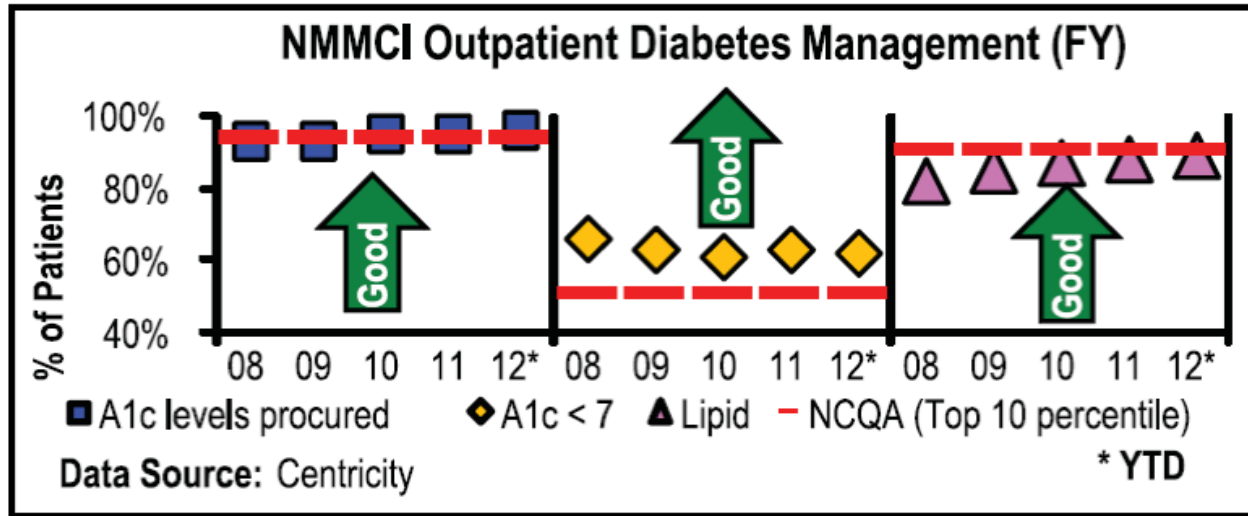 NMMCI Outpatient Diabetes Management (FY)
% of Patients
100%
80%
60%
40%
Good
Good
Good
08 09 10 11 12* 08 09 10 11 12* 08 09 10 11 12*
A1c levels procured A1c < 7 Lipid NCQA (Top 10 percentile)
Data Source: Centricity * YTD